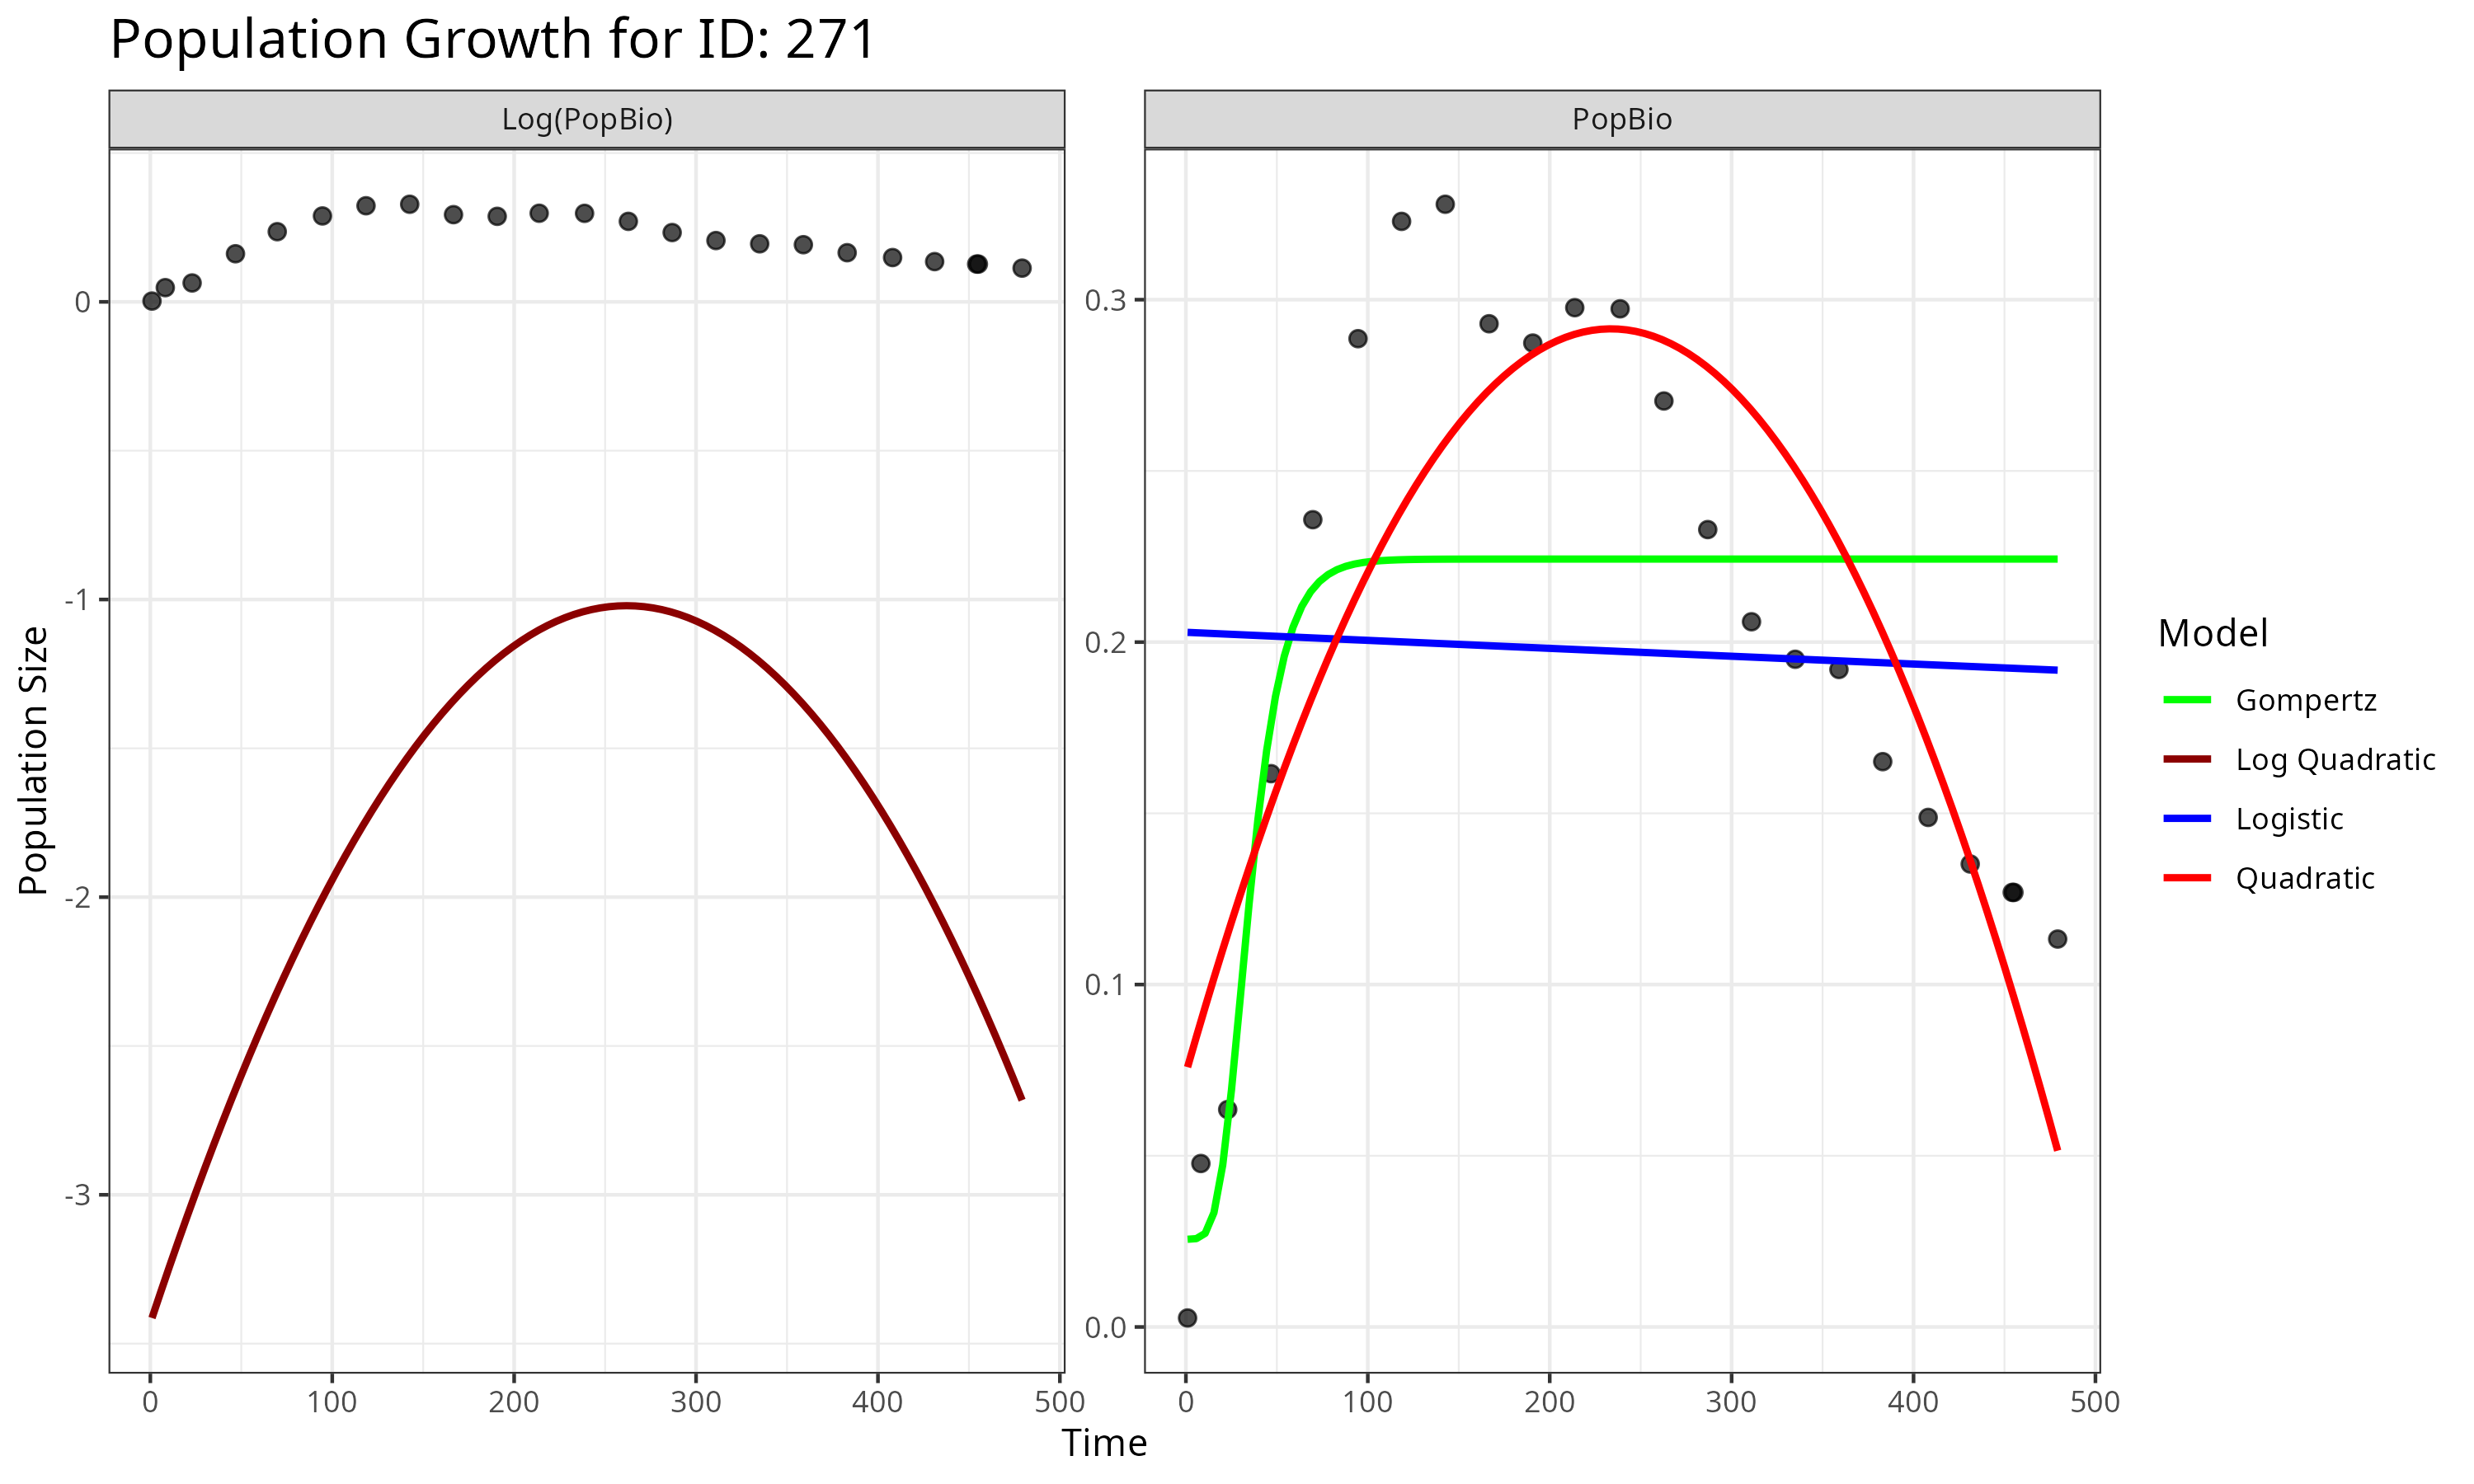 Population Growth for ID: 271
Log(PopBio)
PopBio
Population Size
0
-1
-2
-3
0.3
0.2
0.1
0.0
0 100 200 300 400 500
0 100 200 300 400 500
Time
Model
Gompertz
Log Quadratic
Logistic
Quadratic